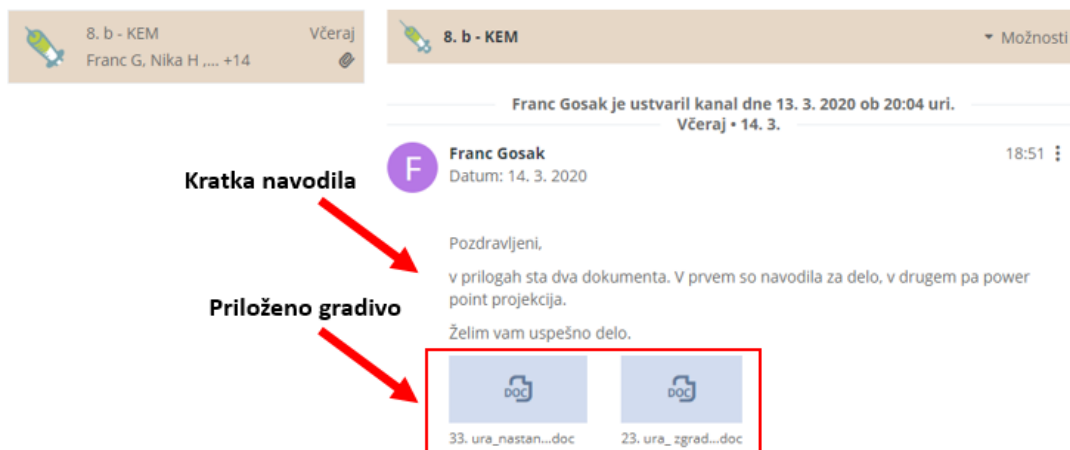 8. b - KEM
Včeraj
Franc G, Nika H ,... +14
8. b - KEM
Možnosti
Franc Gosak je ustvaril kanal dne 13. 3. 2020 ob 20:04 uri.
Včeraj • 14. 3.
F
Franc Gosak
18:51
Datum: 14. 3. 2020
Kratka navodila
Pozdravljeni,
v prilogah sta dva dokumenta. V prvem so navodila za delo, v drugem pa power
point projekcija.
Priloženo gradivo
Želim vam uspešno delo.
DOC
DOC
33. ura_nastan...doc
23. ura_ zgrad...doc